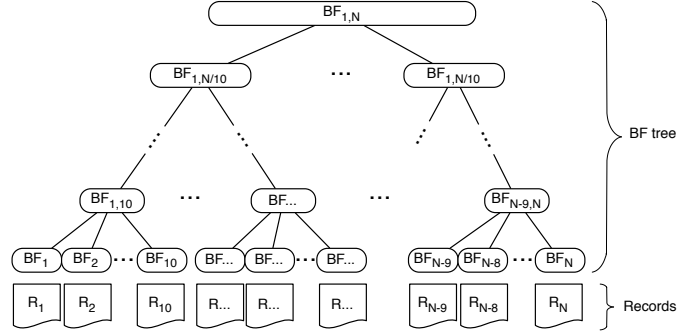 BF1,N
BF1,N/10 ... BF1,N/10
BF tree
... ...
BF1,10 ... BF... ... BFN-9,N
BF1 BF2 ... BF10 BF... BF... ... BF... BFN-9 BFN-8 ... BFN
R1 R2 R10 R... R... R... RN-9 RN-8 RN Records